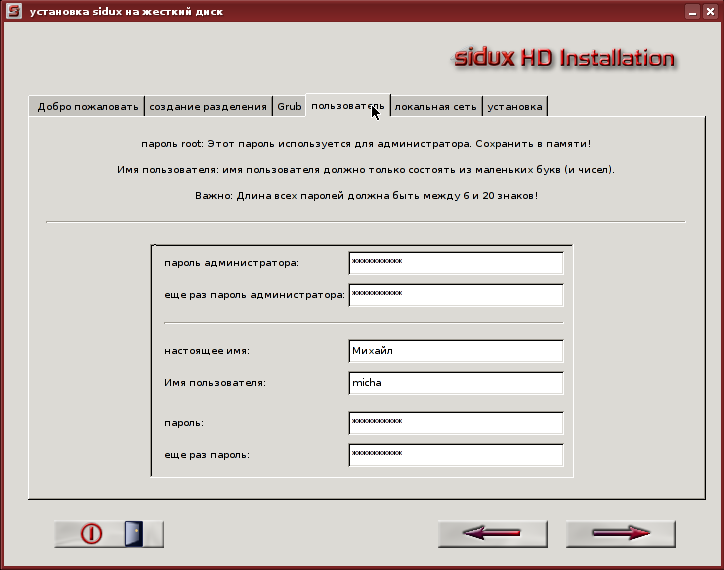 установка sidux на жесткий диск
sidux HD Installation
Добро пожаловать создание разделения Grub пользователь локальная сеть установка
пароль root: Этот пароль используется для администратора. Сохранить в памяти!
Имя пользователя: имя пользователя должно только состоять из маленьких букв (и чисел).
Важно: Длина всех паролей должна быть между 6 и 20 знаков!
пароль администратора: **********
еще раз пароль администратора: **********
настоящее имя: Михайл
Имя пользователя: micha
пароль: **********
еще раз пароль: **********